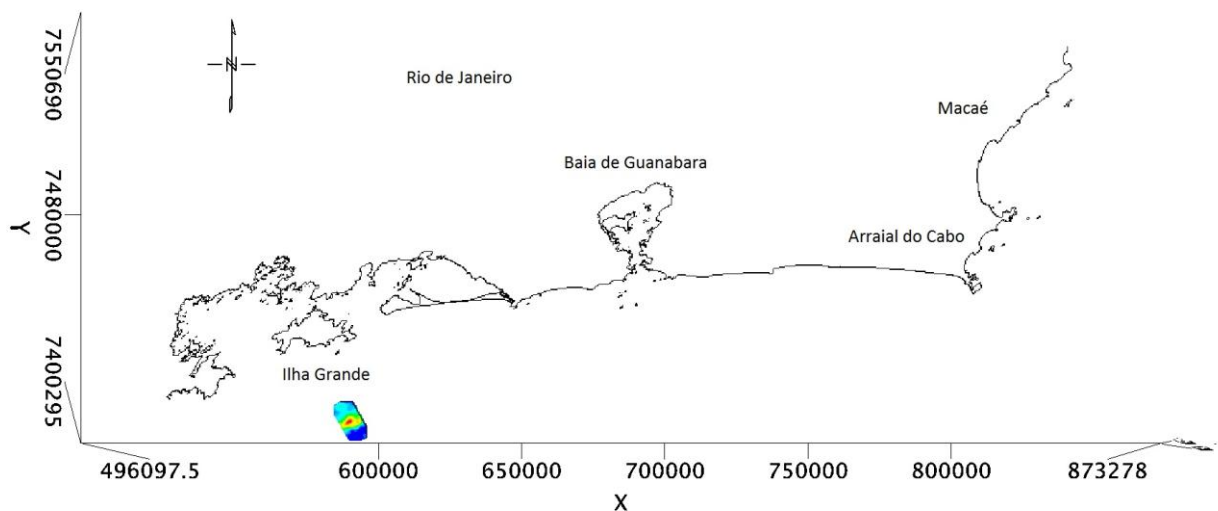 7550690
N
Rio de Janeiro
Macaé
Baia de Guanabara
7480000
Y
Arraial do Cabo
7400295
Ilha Grande
496097.5
600000
650000
700000
750000
800000
873278
X